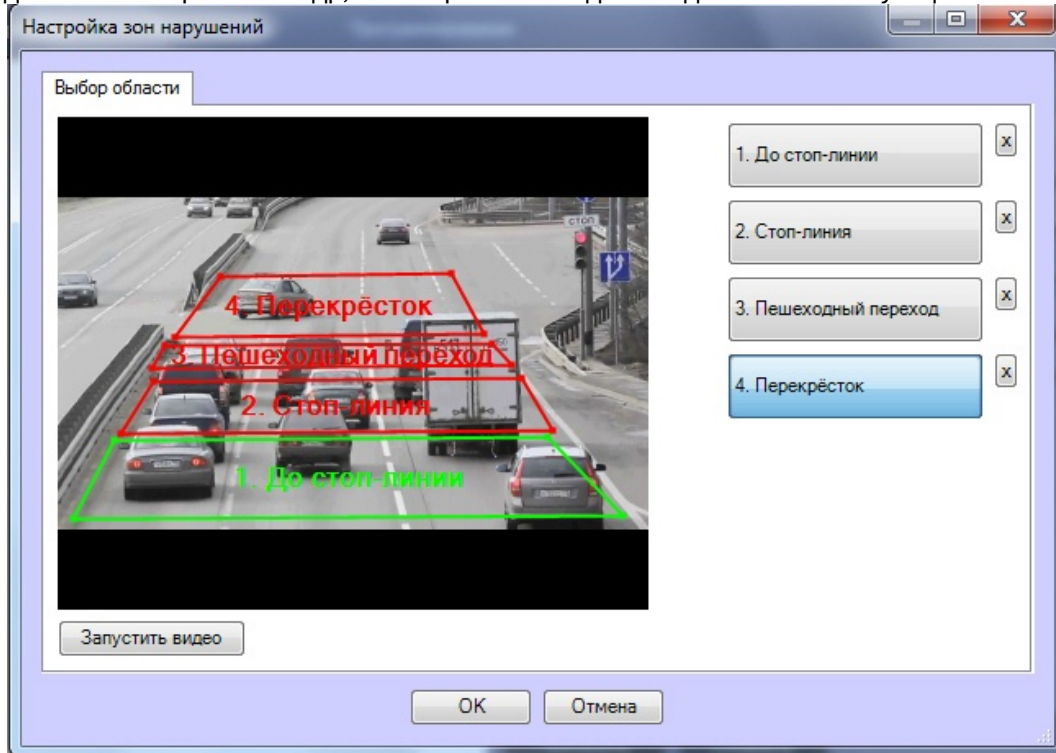 Настройка зон нарушений
Выбор области
СТОП
4. Перекрёсток
3. Пешеходный переход
2. Стоп-линия
1. До стоп-линии
1. До стоп-линии
x
2. Стоп-линия
x
3. Пешеходный переход
x
4. Перекрёсток
x
Запустить видео
OK
Отмена